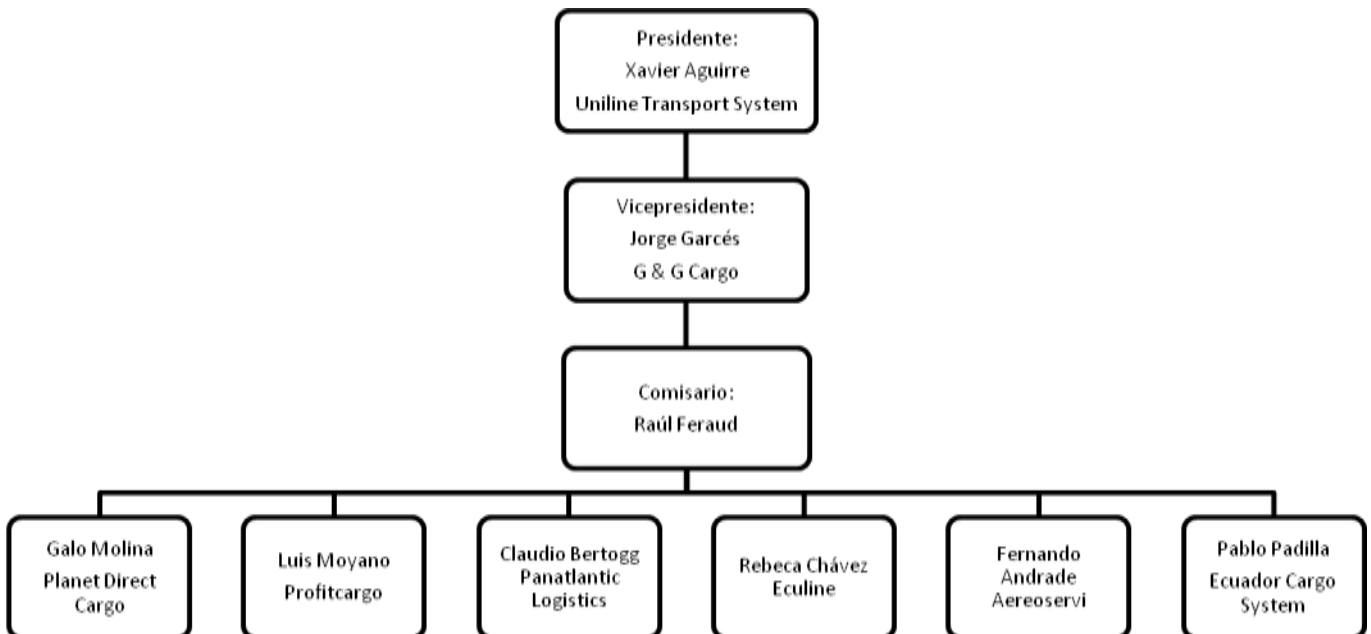 Presidente:
Xavier Aguirre
Uniline Transport System
Vicepresidente:
Jorge Garcés
G & G Cargo
Comisario:
Raúl Feraud
Galo Molina
Planet Direct
Cargo
Luis Moyano
Profitcargo
Claudio Bertogg
Panatlantic
Logistics
Rebeca Chávez
Eculine
Fernando
Andrade
Aereoservi
Pablo Padilla
Ecuador Cargo
System